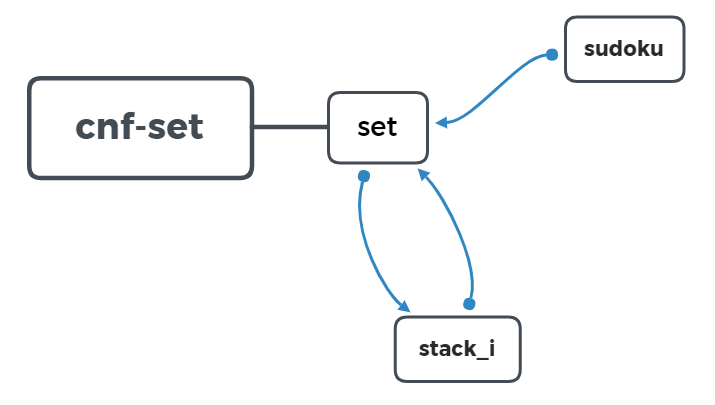 sudoku
cnf-set
set
stack_i